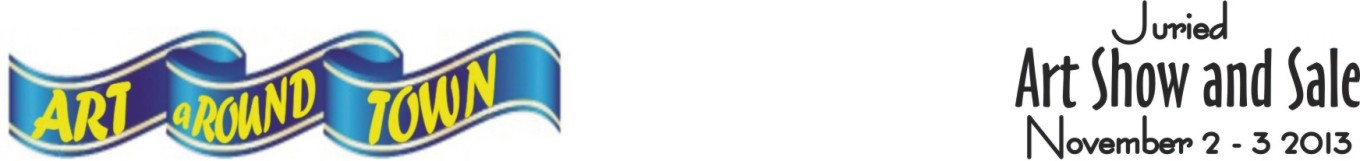 ART aROUND TOWN
Juried
Art Show and Sale
November 2 - 3 2013